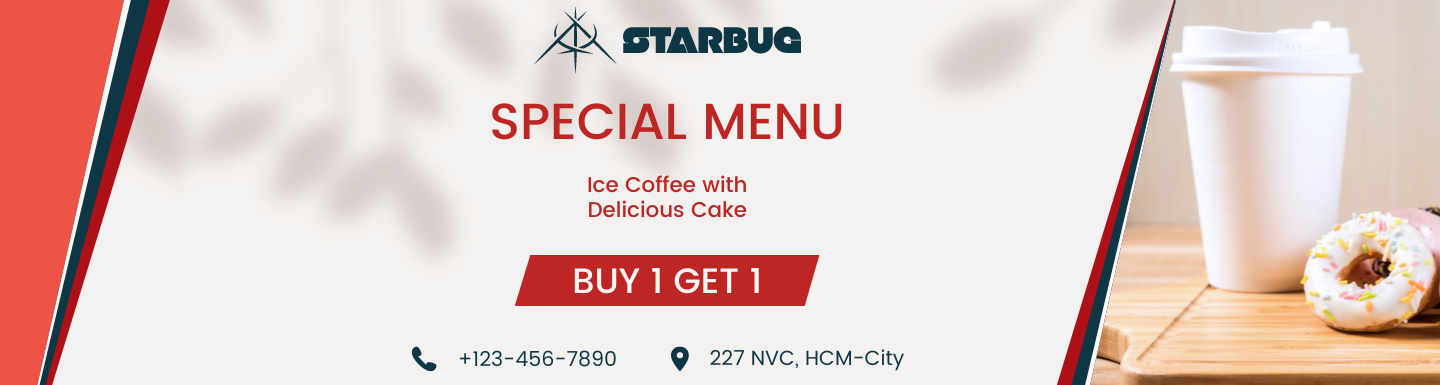 STARBUG
SPECIAL MENU
Ice Coffee with
Delicious Cake
BUY 1 GET 1
+123-456-7890
227 NVC, HCM-City